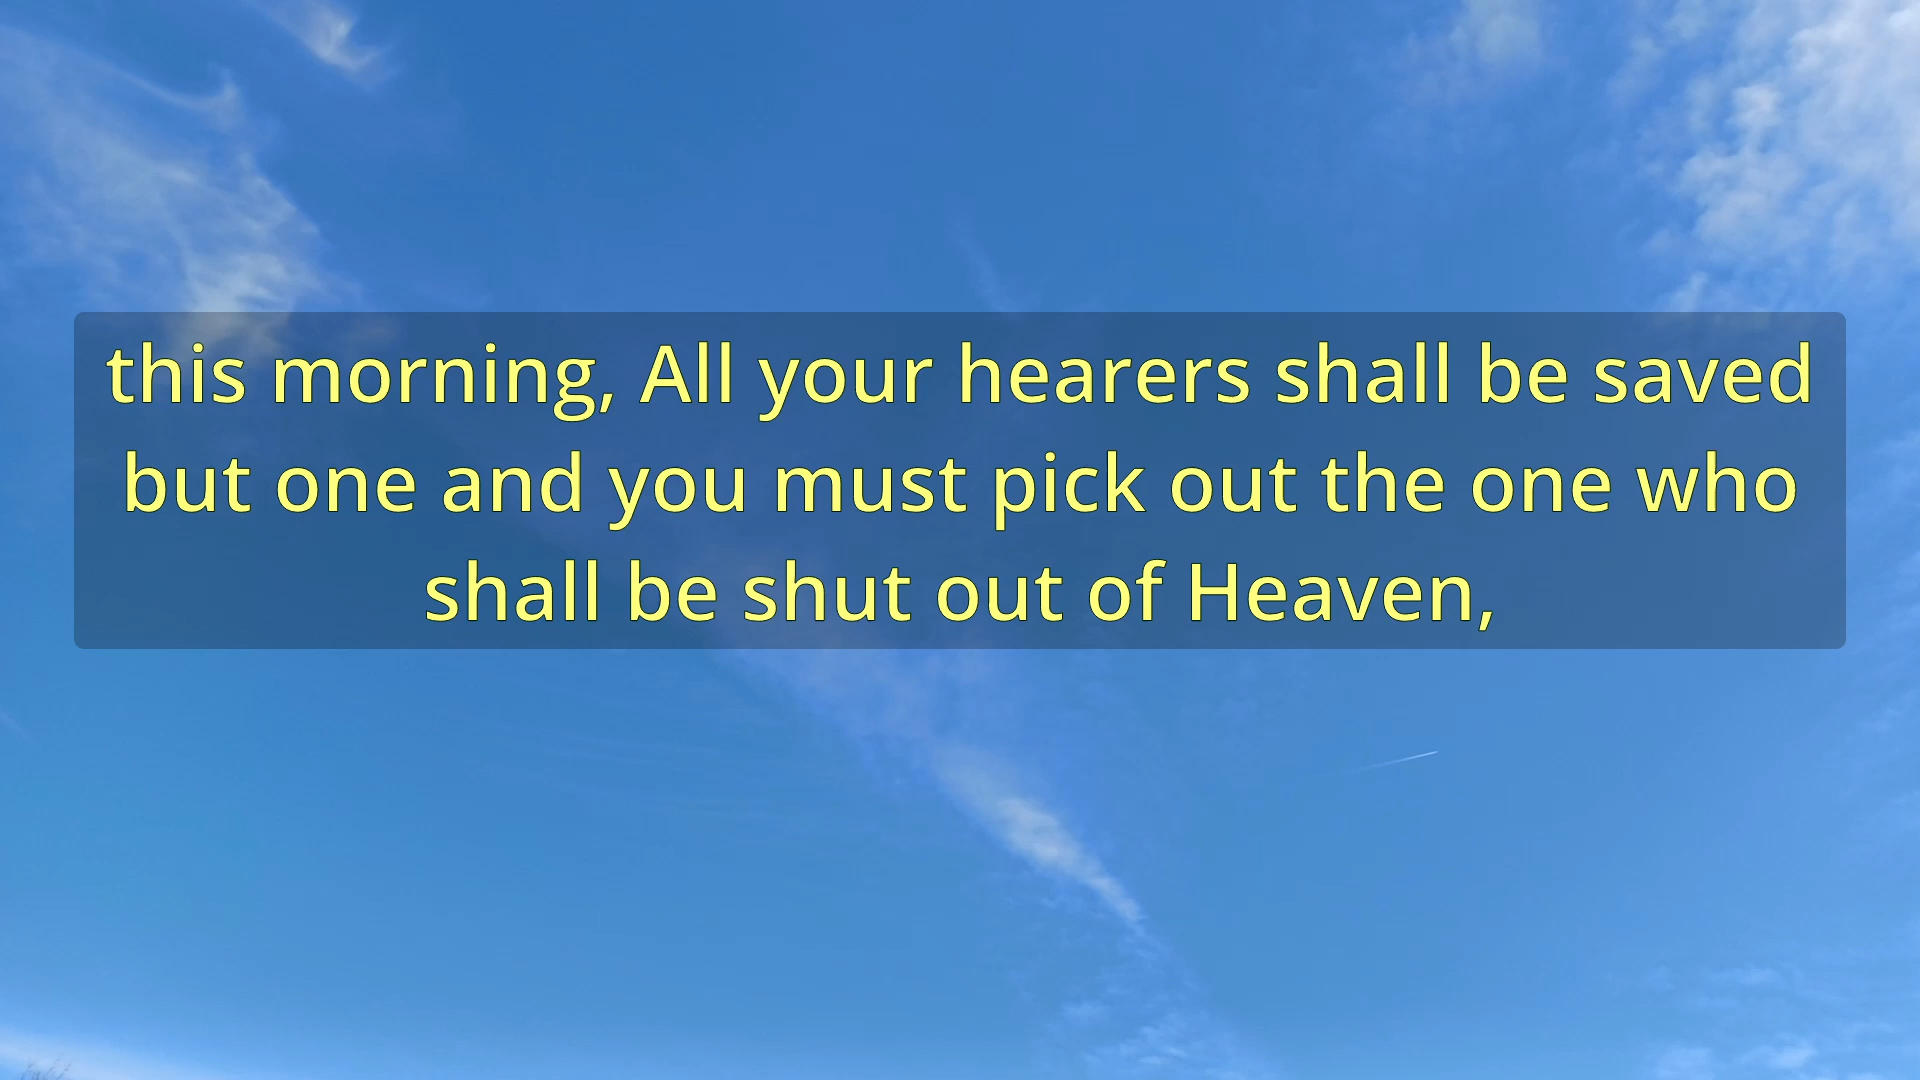 this morning, All your hearers shall be saved
but one and you must pick out the one who
shall be shut out of Heaven,